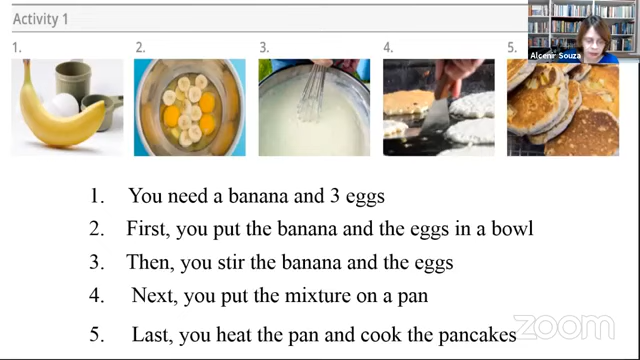 Activity 1
1. 2. 3. 4. 5.
Alcenir Souza
1. You need a banana and 3 eggs
2. First, you put the banana and the eggs in a bowl
3. Then, you stir the banana and the eggs
4. Next, you put the mixture on a pan
5. Last, you heat the pan and cook the pancakes
zoom